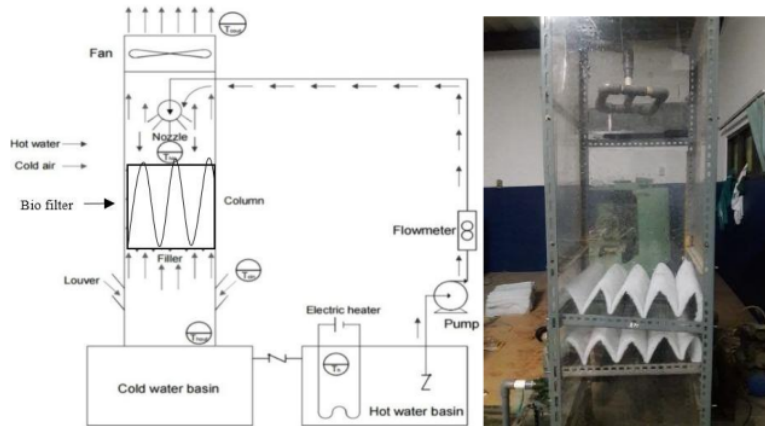 Fan
Nozzle
Hot water
Cold air
Bio filter
Column
Filler
Flowmeter
Louver
Electric heater
Pump
Cold water basin
Hot water basin